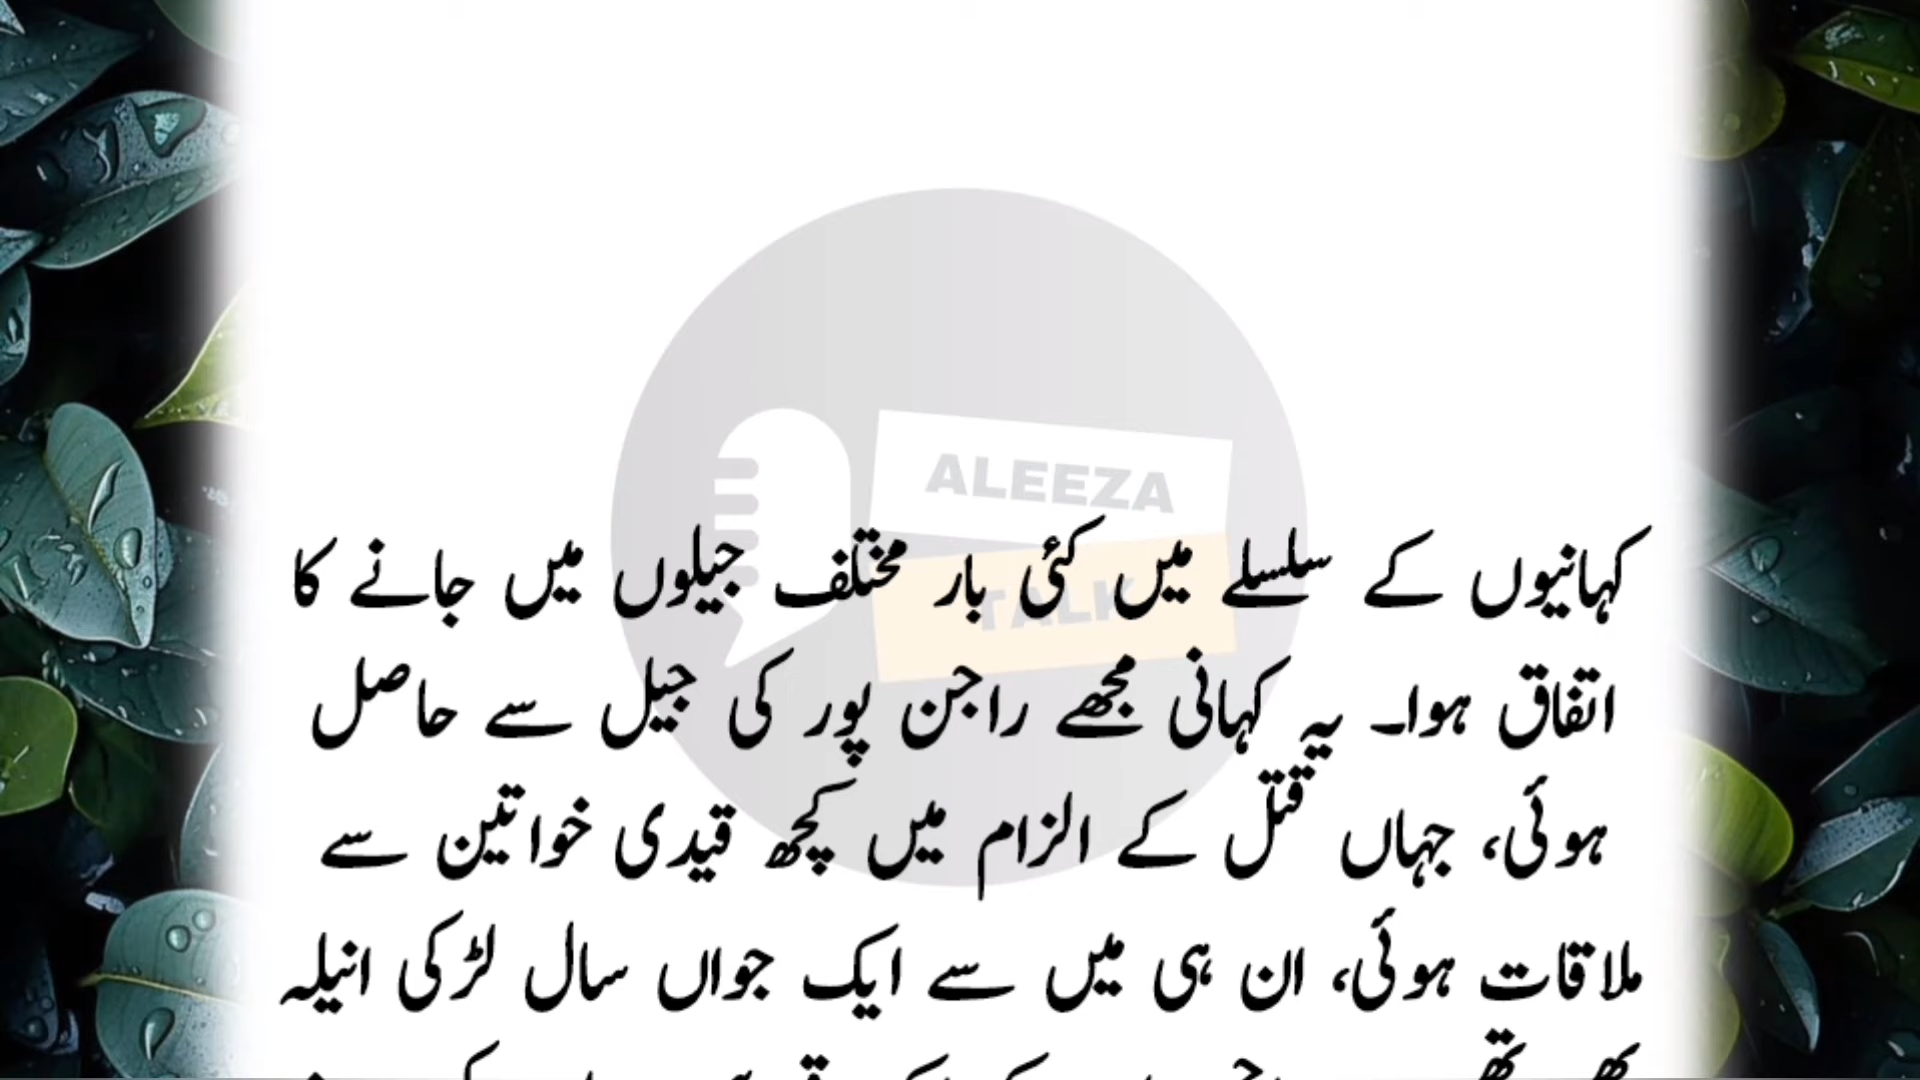 ALEEZA
TALK
کہانیوں کے سلسلے میں کئی بار مختلف جیلوں میں جانے کا
اتفاق ہوا۔ یہ کہانی مجھے راجن پور کی جیل سے حاصل
ہوئی، جہاں قتل کے الزام میں کچھ قیدی خواتین سے
ملاقات ہوئی، ان ہی میں سے ایک جواں سال لڑکی انیلہ